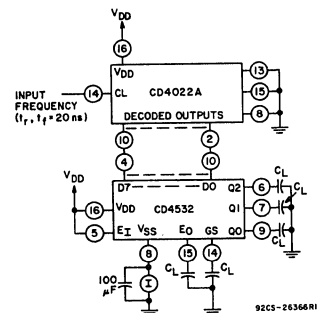 VDD
16
VDD
13
14
CL
CD4022A
15
INPUT
FREQUENCY
(tr, tf = 20 ns)
DECODED OUTPUTS
8
10
2
4
10
VDD
D7
D0
Q2
6
CL
CL
16
VDD
CD4532
Q1
7
5
EI
VSS
EO
GS
Q0
9
CL
8
15
14
100
μF
I
CL
CL
92CS-26366R1